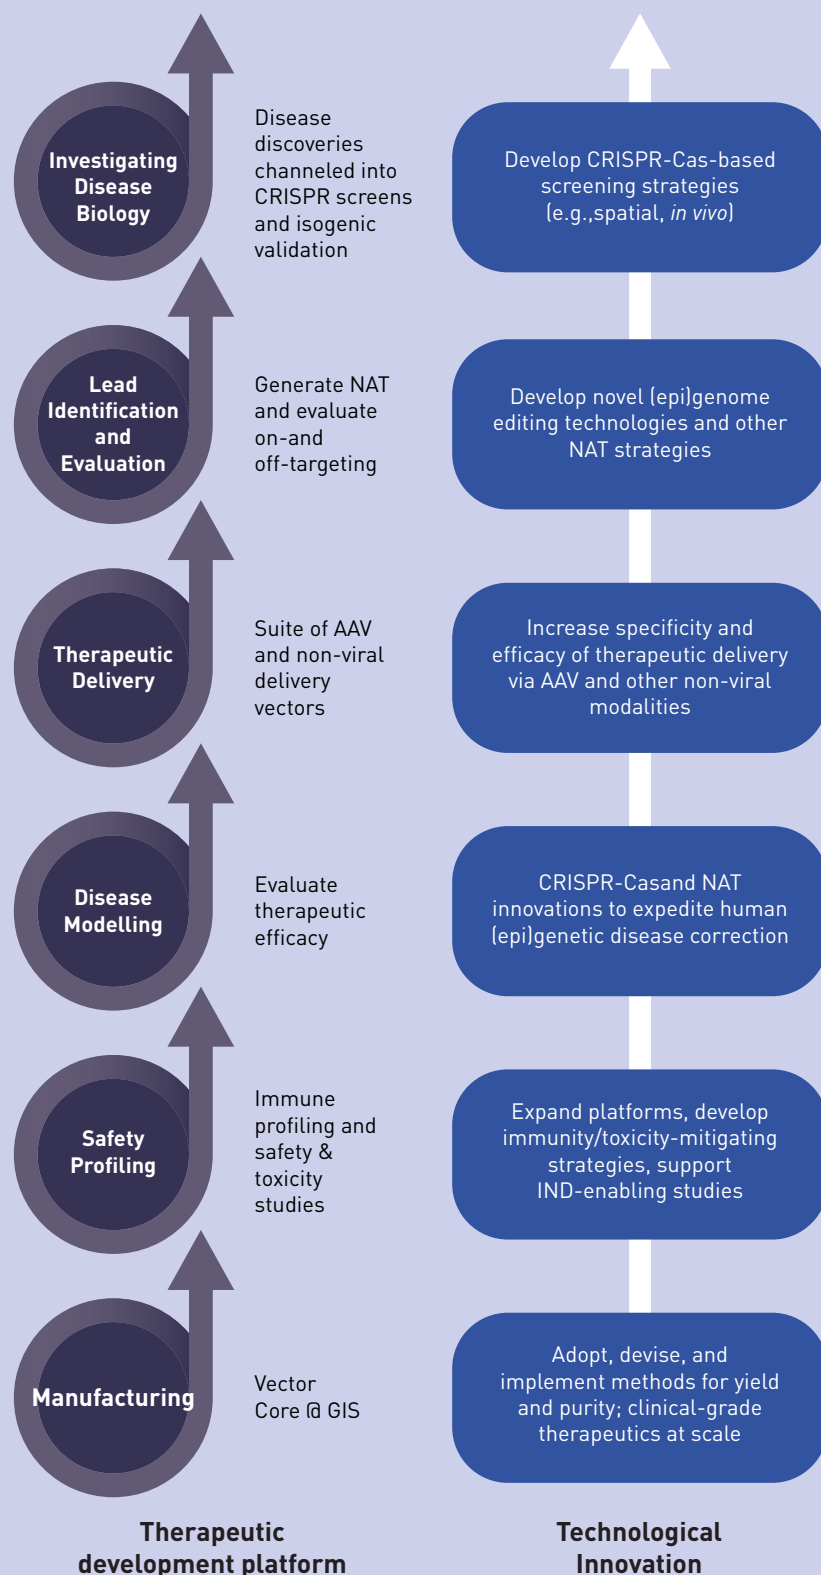 Investigating
Disease
Biology
Disease
discoveries
channeled into
CRISPR screens
and isogenic
validation
Develop CRISPR-Cas-based
screening strategies
(e.g.,spatial, in vivo)
Lead
Identification
and
Evaluation
Generate NAT
and evaluate
on-and
off-targeting
Develop novel (epi)genome
editing technologies and other
NAT strategies
Therapeutic
Delivery
Suite of AAV
and non-viral
delivery
vectors
Increase specificity and
efficacy of therapeutic delivery
via AAV and other non-viral
modalities
Disease
Modelling
Evaluate
therapeutic
efficacy
CRISPR-Casand NAT
innovations to expedite human
(epi)genetic disease correction
Safety
Profiling
Immune
profiling and
safety &
toxicity
studies
Expand platforms, develop
immunity/toxicity-mitigating
strategies, support
IND-enabling studies
Manufacturing
Vector
Core @ GIS
Adopt, devise, and
implement methods for yield
and purity; clinical-grade
therapeutics at scale
Therapeutic
development platform
Technological
Innovation